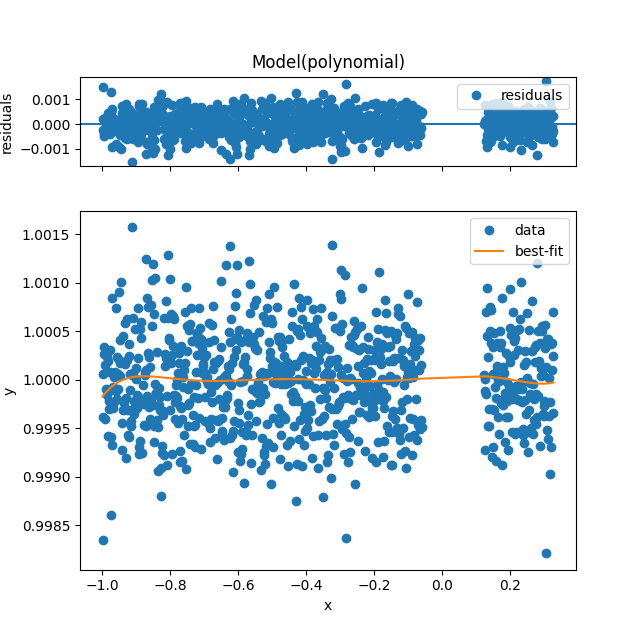 Model(polynomial)
residuals
0.001
0.000
−0.001
residuals
1.0015
1.0010
1.0005
1.0000
0.9995
0.9990
0.9985
y
data
best-fit
−1.0 −0.8 −0.6 −0.4 −0.2 0.0 0.2
x